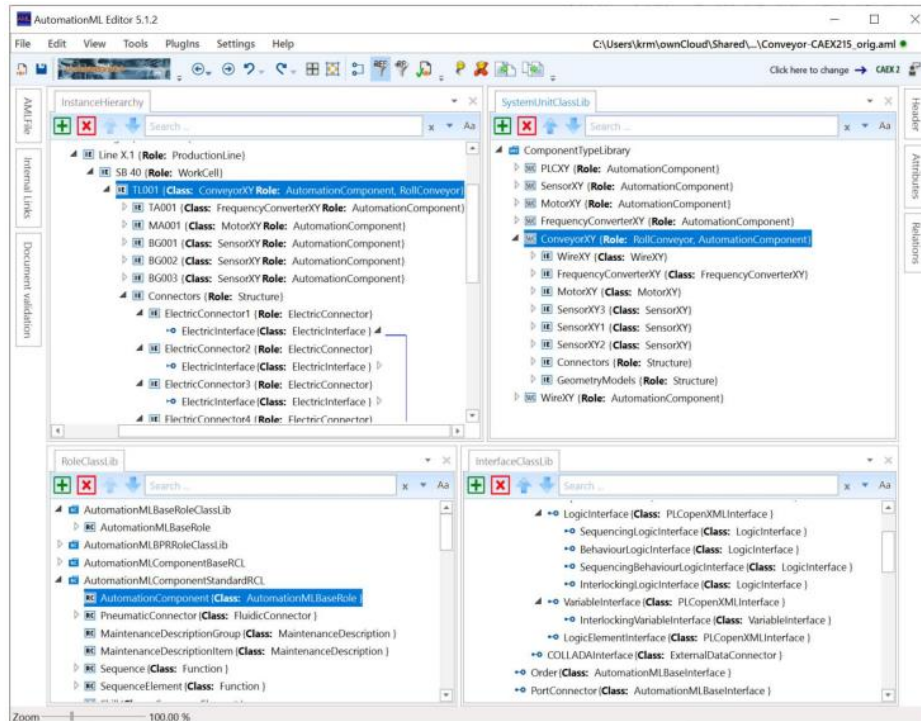 AutomationML Editor 5.1.2
File Edit View Tools PlugIns Settings Help
C:\Users\krm\ownCloud\Shared\...\Conveyor-CAEX215_orig.aml
Click here to change → CAEX 2
AMLFile
Internal Links
Document validation
InstanceHierarchy
Search ...
x Aa
Line X.1 {Role: ProductionLine}
SB 40 {Role: WorkCell}
TL001 {Class: ConveyorXY Role: AutomationComponent, RollConveyor}
TA001 {Class: FrequencyConverterXY Role: AutomationComponent}
MA001 {Class: MotorXY Role: AutomationComponent}
BG001 {Class: SensorXY Role: AutomationComponent}
BG002 {Class: SensorXY Role: AutomationComponent}
BG003 {Class: SensorXY Role: AutomationComponent}
Connectors {Role: Structure}
ElectricConnector1 {Role: ElectricConnector}
ElectricInterface {Class: ElectricInterface }
ElectricConnector2 {Role: ElectricConnector}
ElectricInterface {Class: ElectricInterface }
ElectricConnector3 {Role: ElectricConnector}
ElectricInterface {Class: ElectricInterface }
ElectricConnector4 {Role: ElectricConnector}
SystemUnitClassLib
Search ...
x Aa
ComponentTypeLibrary
PLCXY {Role: AutomationComponent}
SensorXY {Role: AutomationComponent}
MotorXY {Role: AutomationComponent}
FrequencyConverterXY {Role: AutomationComponent}
ConveyorXY {Role: RollConveyor, AutomationComponent}
WireXY {Class: WireXY}
FrequencyConverterXY {Class: FrequencyConverterXY}
MotorXY {Class: MotorXY}
SensorXY3 {Class: SensorXY}
SensorXY1 {Class: SensorXY}
SensorXY2 {Class: SensorXY}
Connectors {Role: Structure}
GeometryModels {Role: Structure}
WireXY {Role: AutomationComponent}
Header
Attributes
Relations
RoleClassLib
Search ...
x Aa
AutomationMLBaseRoleClassLib
AutomationMLBaseRole
AutomationMLBPRRoleClassLib
AutomationMLComponentBaseRCL
AutomationMLComponentStandardRCL
AutomationComponent {Class: AutomationMLBaseRole }
PneumaticConnector {Class: FluidicConnector }
MaintenanceDescriptionGroup {Class: MaintenanceDescription }
MaintenanceDescriptionItem {Class: MaintenanceDescription }
Sequence {Class: Function }
SequenceElement {Class: Function }
InterfaceClassLib
Search ...
x Aa
LogicInterface {Class: PLCopenXMLInterface }
SequencingLogicInterface {Class: LogicInterface }
BehaviourLogicInterface {Class: LogicInterface }
SequencingBehaviourLogicInterface {Class: LogicInterface }
InterlockingLogicInterface {Class: LogicInterface }
VariableInterface {Class: PLCopenXMLInterface }
InterlockingVariableInterface {Class: VariableInterface }
LogicElementInterface {Class: PLCopenXMLInterface }
COLLADAInterface {Class: ExternalDataConnector }
Order {Class: AutomationMLBaseInterface }
PortConnector {Class: AutomationMLBaseInterface }
Zoom 100.00 %